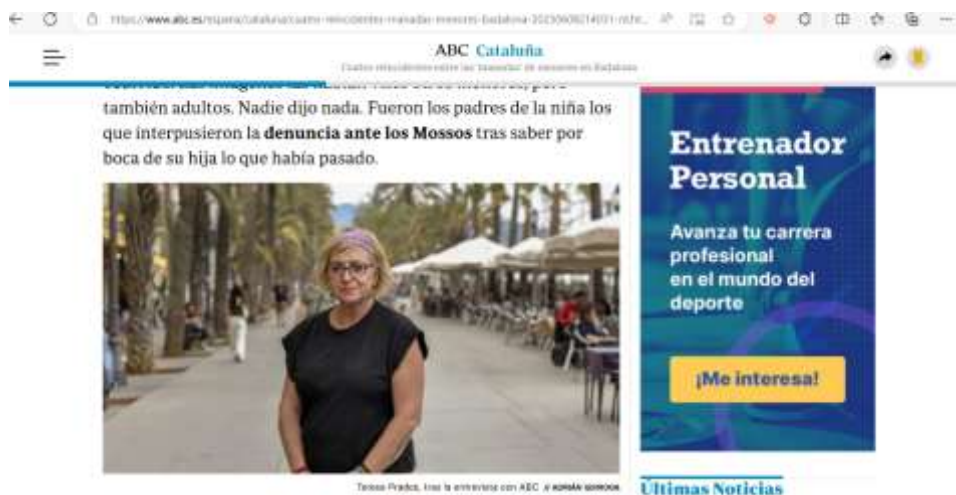 ABC Cataluña
también adultos. Nadie dijo nada. Fueron los padres de la niña los
que interpusieron la denuncia ante los Mossos tras saber por
boca de su hija lo que había pasado.
Teresa Prados, tras la entrevista con ABC // ADRIÁN
Entrenador
Personal
Avanza tu carrera
profesional
en el mundo del
deporte
¡Me interesa!
Últimas Noticias